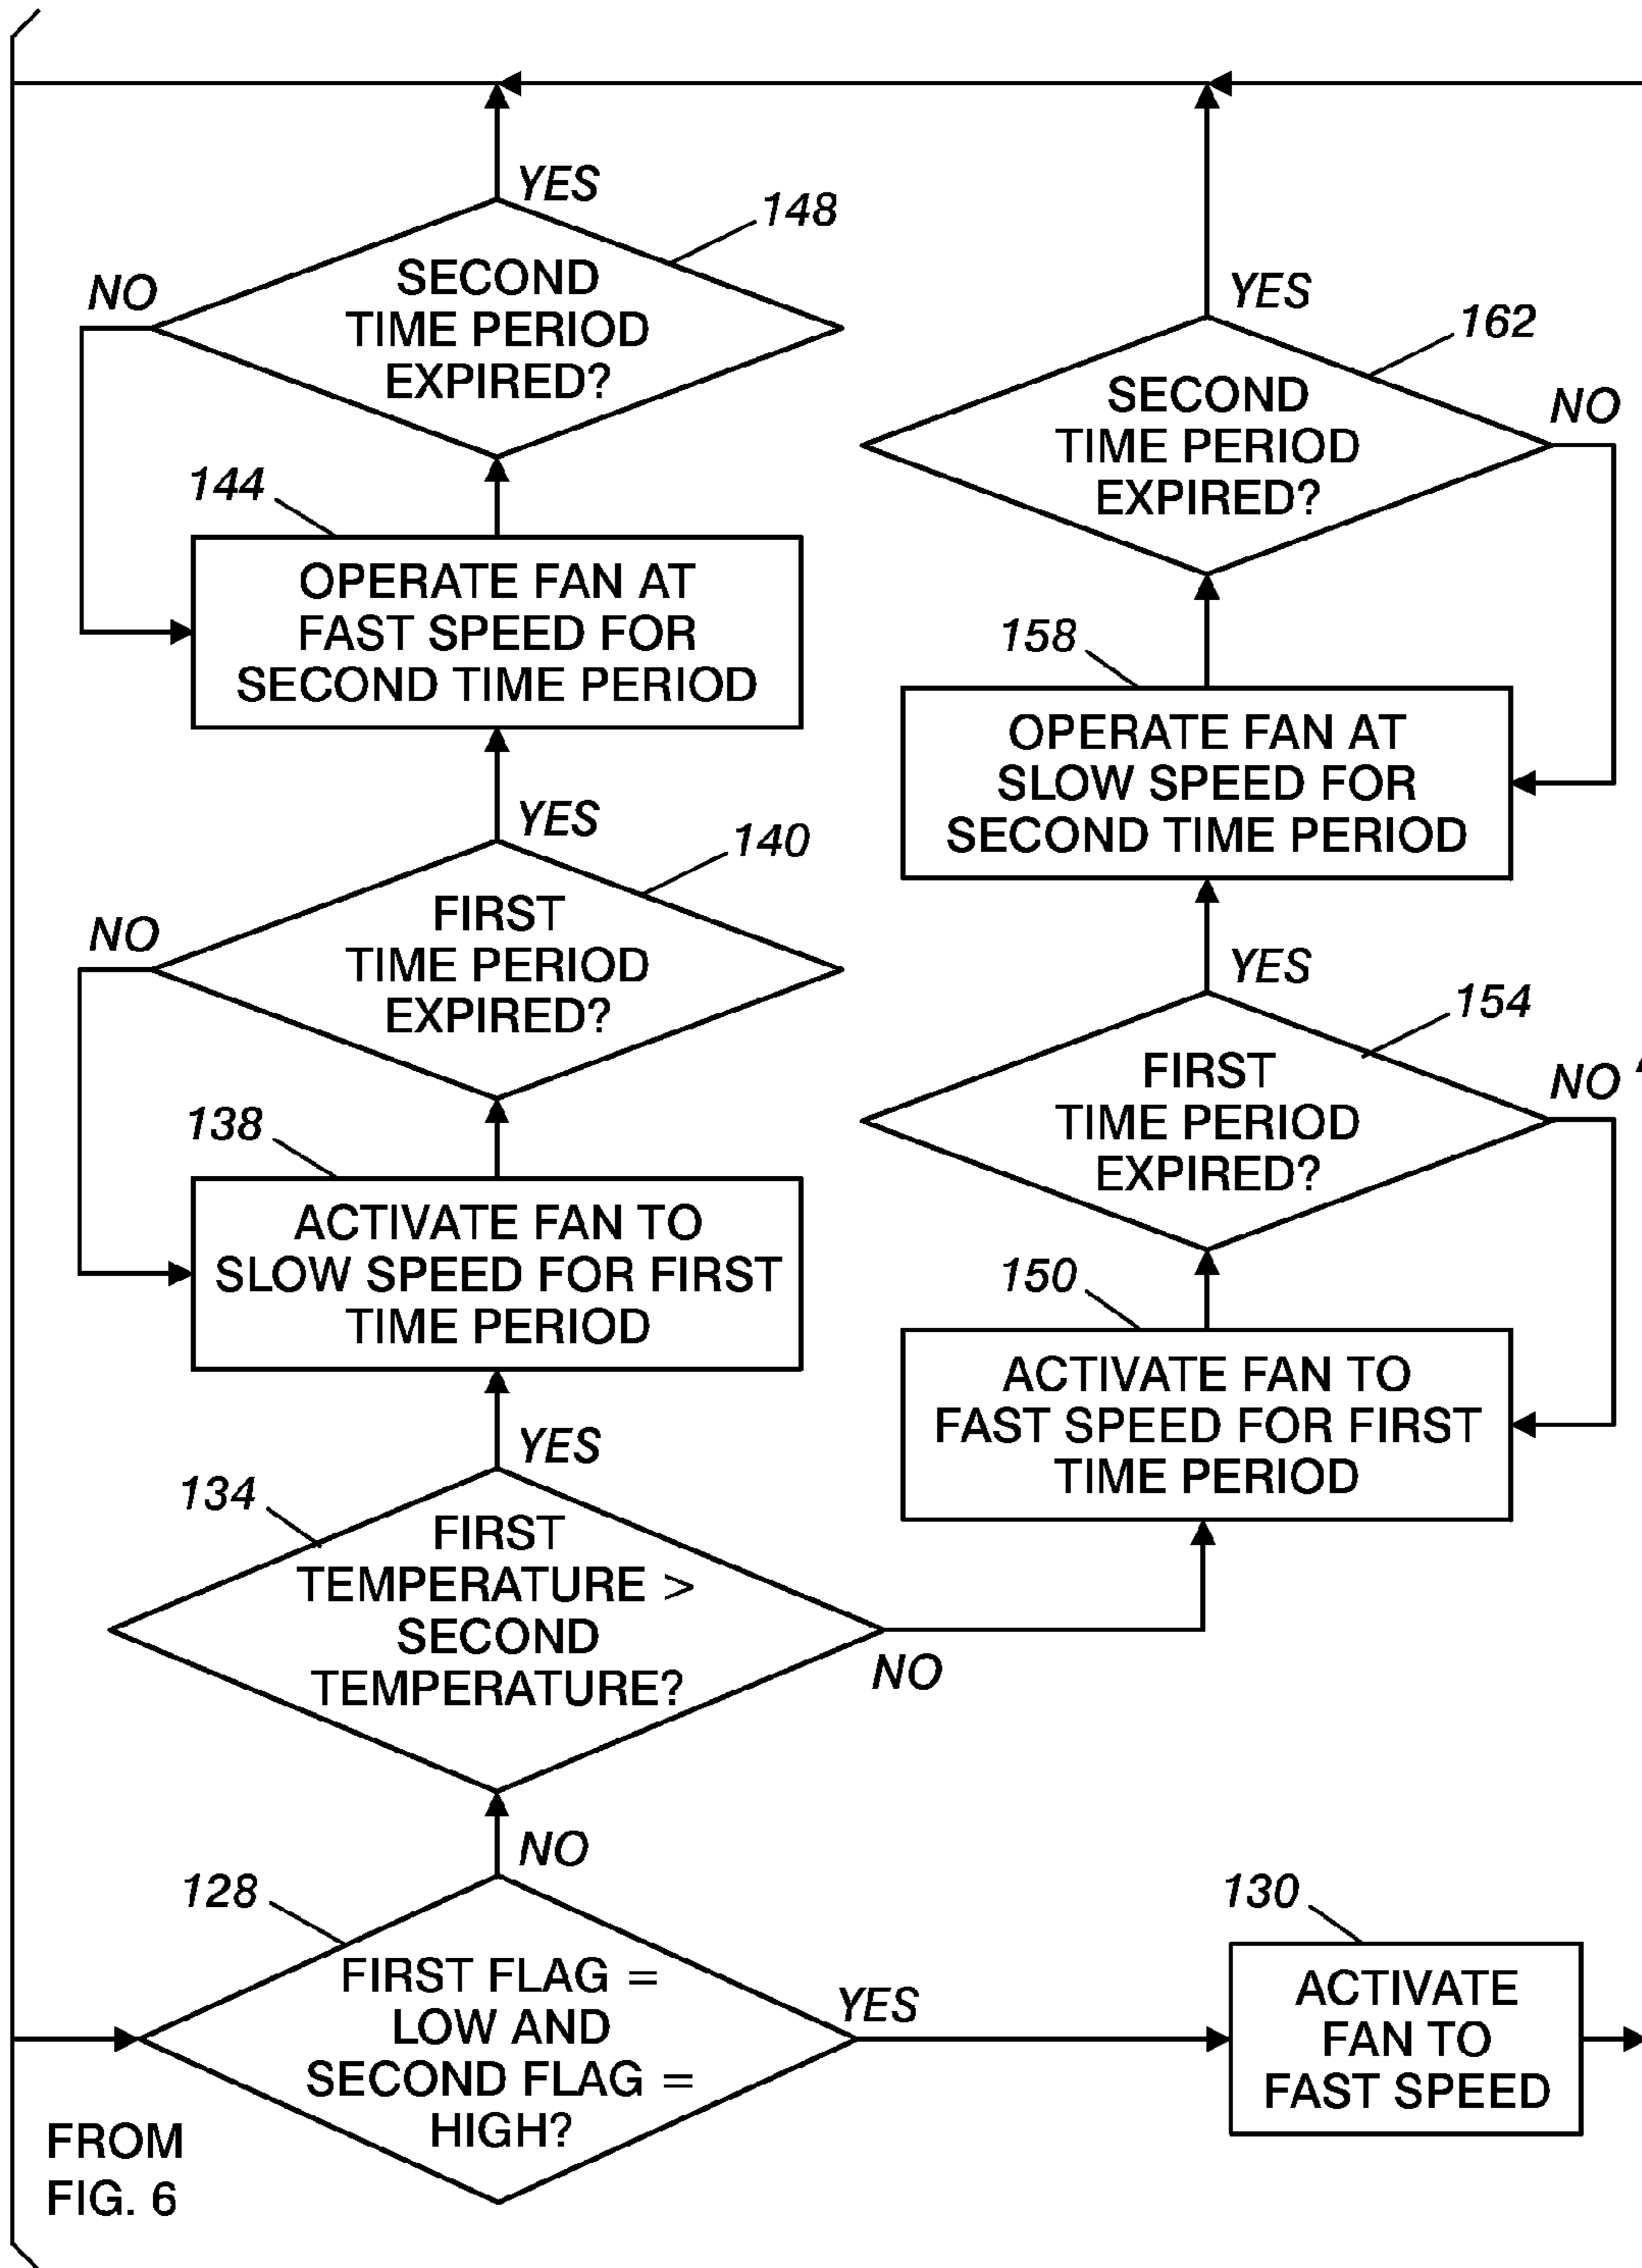 YES
148
NO
SECOND
TIME PERIOD
EXPIRED?
144
OPERATE FAN AT
FAST SPEED FOR
SECOND TIME PERIOD
YES
140
NO
FIRST
TIME PERIOD
EXPIRED?
138
ACTIVATE FAN TO
SLOW SPEED FOR FIRST
TIME PERIOD
YES
134
FIRST
TEMPERATURE >
SECOND
TEMPERATURE?
NO
NO
128
FIRST FLAG =
LOW AND
SECOND FLAG =
HIGH?
YES
FROM
FIG. 6
YES
162
NO
SECOND
TIME PERIOD
EXPIRED?
158
OPERATE FAN AT
SLOW SPEED FOR
SECOND TIME PERIOD
YES
154
NO
FIRST
TIME PERIOD
EXPIRED?
150
ACTIVATE FAN TO
FAST SPEED FOR FIRST
TIME PERIOD
130
ACTIVATE
FAN TO
FAST SPEED